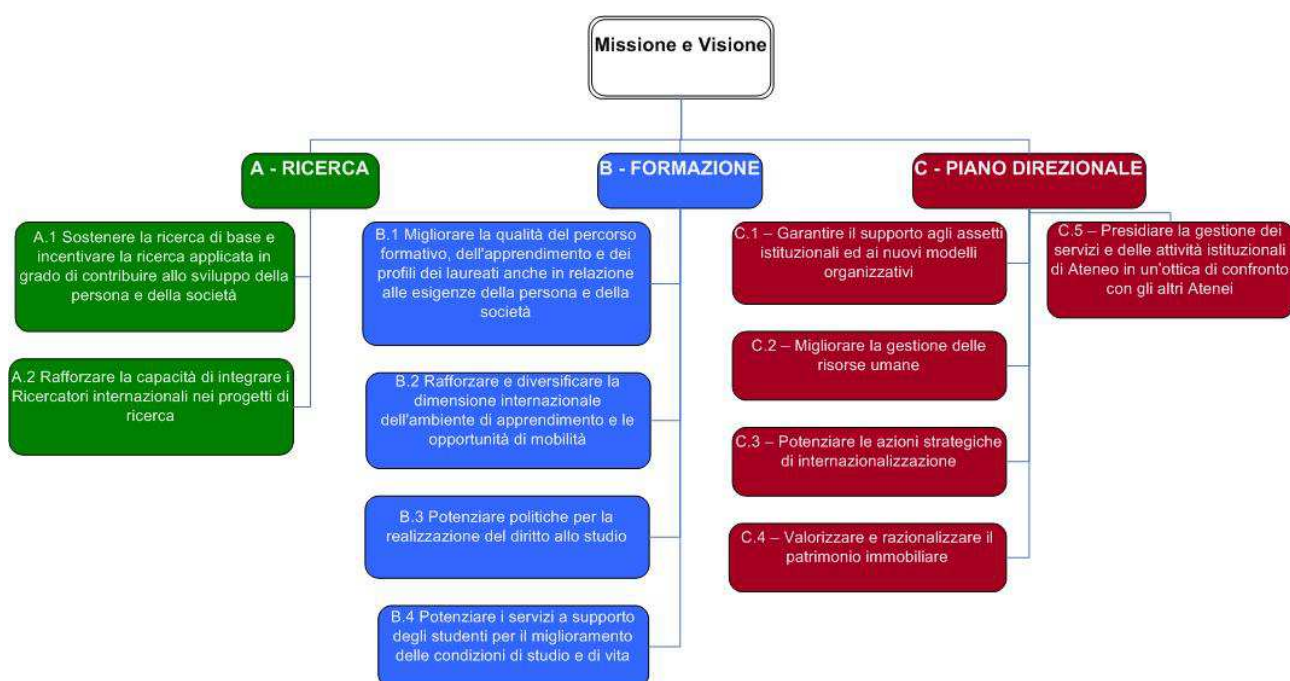 Missione e Visione
A - RICERCA
A.1 Sostenere la ricerca di base e
incentivare la ricerca applicata in
grado di contribuire allo sviluppo della
persona e della società
A.2 Rafforzare la capacità di integrare i
Ricercatori internazionali nei progetti di
ricerca
B - FORMAZIONE
B.1 Migliorare la qualità del percorso
formativo, dell'apprendimento e dei
profili dei laureati anche in relazione
alle esigenze della persona e della
società
B.2 Rafforzare e diversificare la
dimensione internazionale
dell'ambiente di apprendimento e le
opportunità di mobilità
B.3 Potenziare politiche per la
realizzazione del diritto allo studio
B.4 Potenziare i servizi a supporto
degli studenti per il miglioramento
delle condizioni di studio e di vita
C - PIANO DIREZIONALE
C.1 – Garantire il supporto agli assetti
istituzionali ed ai nuovi modelli
organizzativi
C.2 – Migliorare la gestione delle
risorse umane
C.3 – Potenziare le azioni strategiche
di internazionalizzazione
C.4 – Valorizzare e razionalizzare il
patrimonio immobiliare
C.5 – Presidiare la gestione dei
servizi e delle attività istituzionali
di Ateneo in un'ottica di confronto
con gli altri Atenei